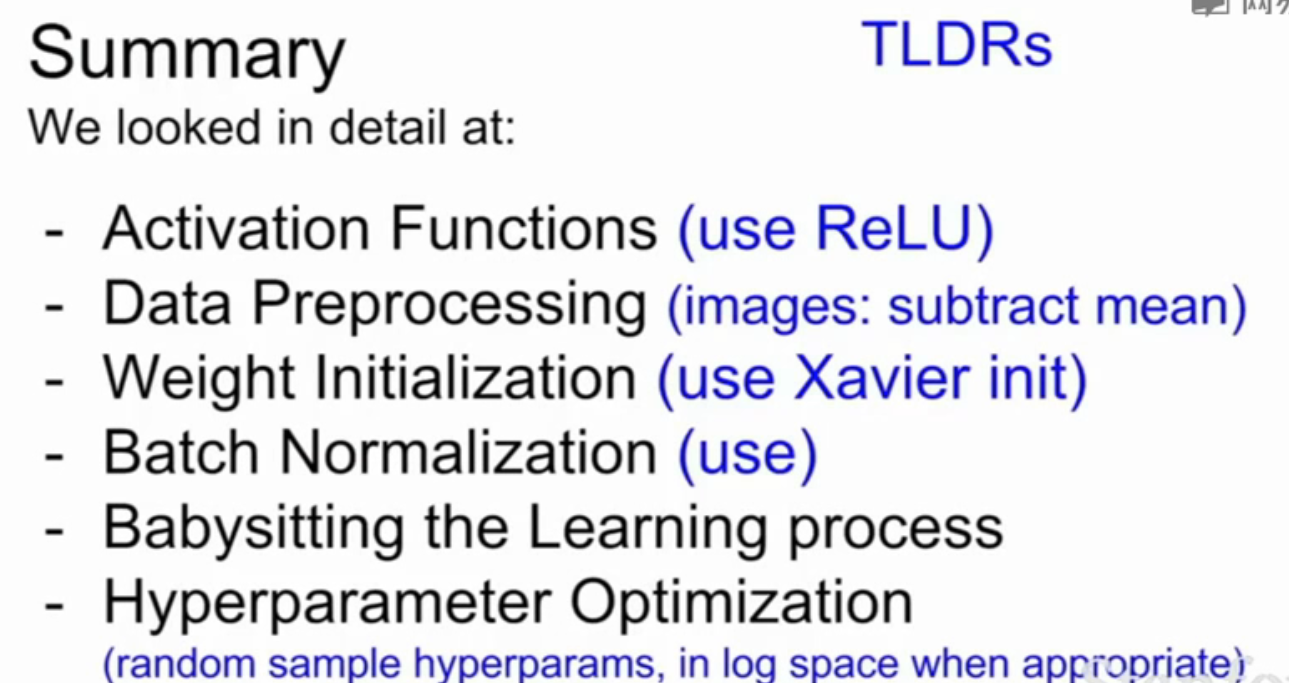 Summary TLDRs
We looked in detail at:
- Activation Functions (use ReLU)
- Data Preprocessing (images: subtract mean)
- Weight Initialization (use Xavier init)
- Batch Normalization (use)
- Babysitting the Learning process
- Hyperparameter Optimization
(random sample hyperparams, in log space when appropriate)